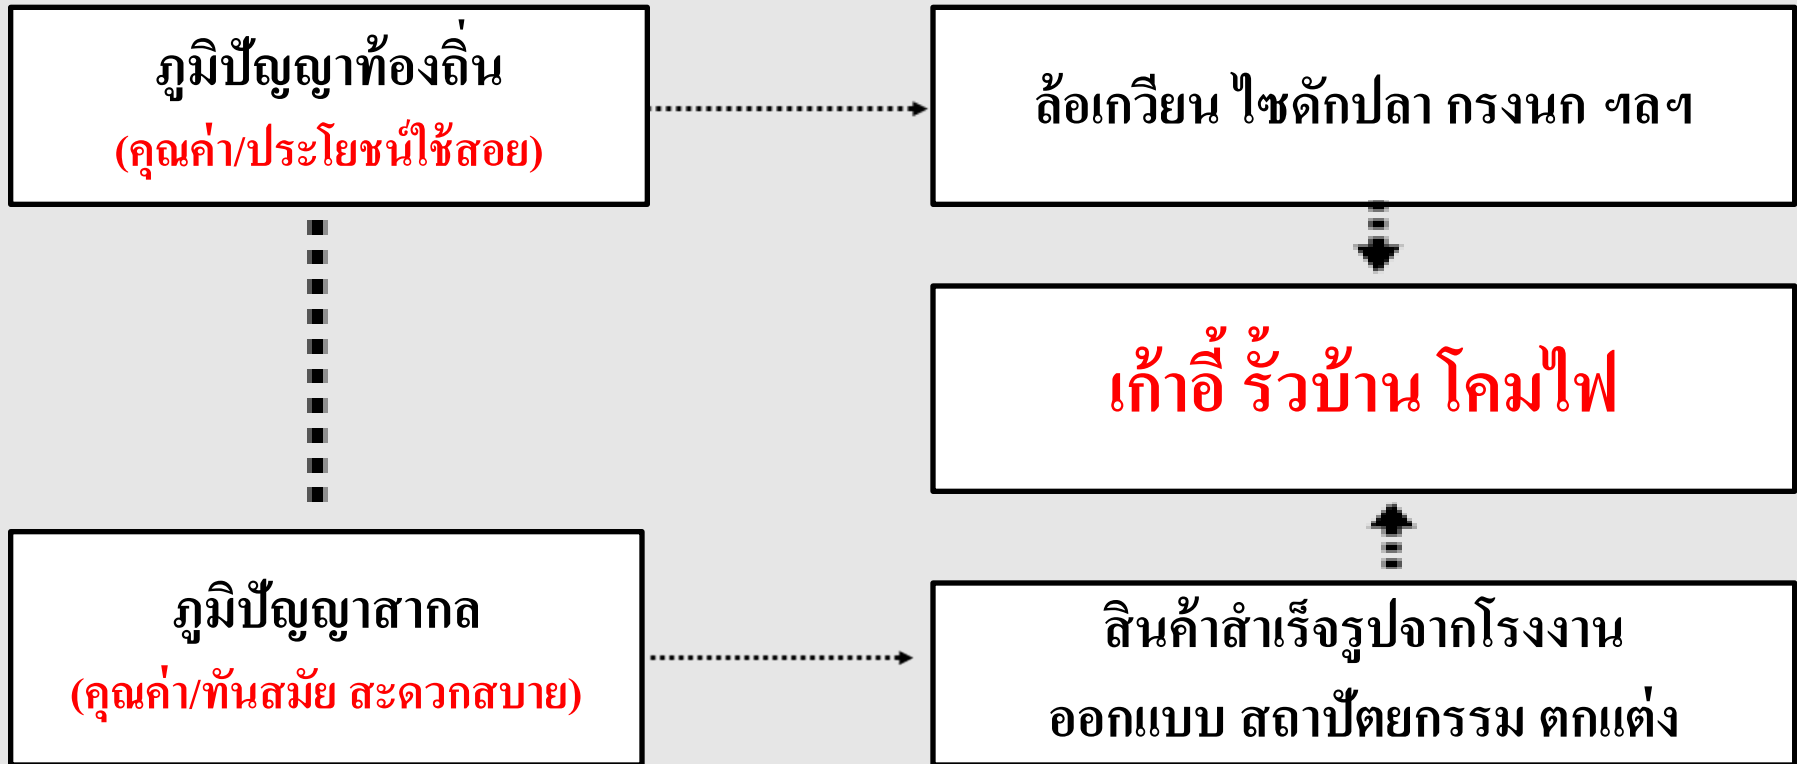 ภูมิปัญญาท้องถิ่น
(คุณค่า/ประโยชน์ใช้สอย)
ล้อเกวียน ไซดักปลา กรงนก ฯลฯ
เก้าอี้ รั้วบ้าน โคมไฟ
ภูมิปัญญาสากล
(คุณค่า/ทันสมัย สะดวกสบาย)
สินค้าสำเร็จรูปจากโรงงาน
ออกแบบ สถาปัตยกรรม ตกแต่ง